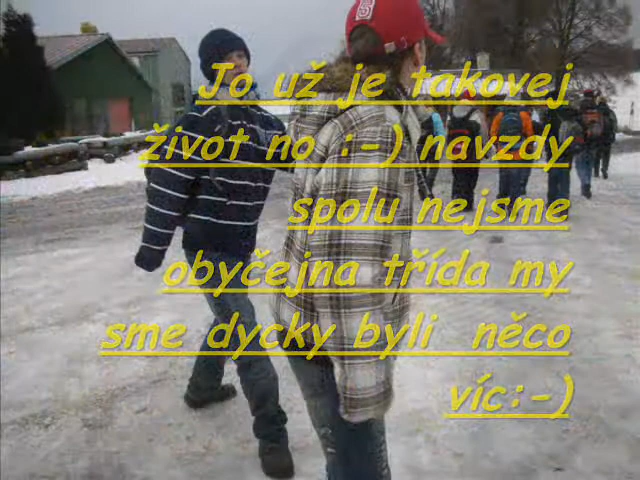 Jo už je takovej
život no :-) navzdy
spolu nejsme
obyčejna třída my
sme dycky byli něco
víc:-)